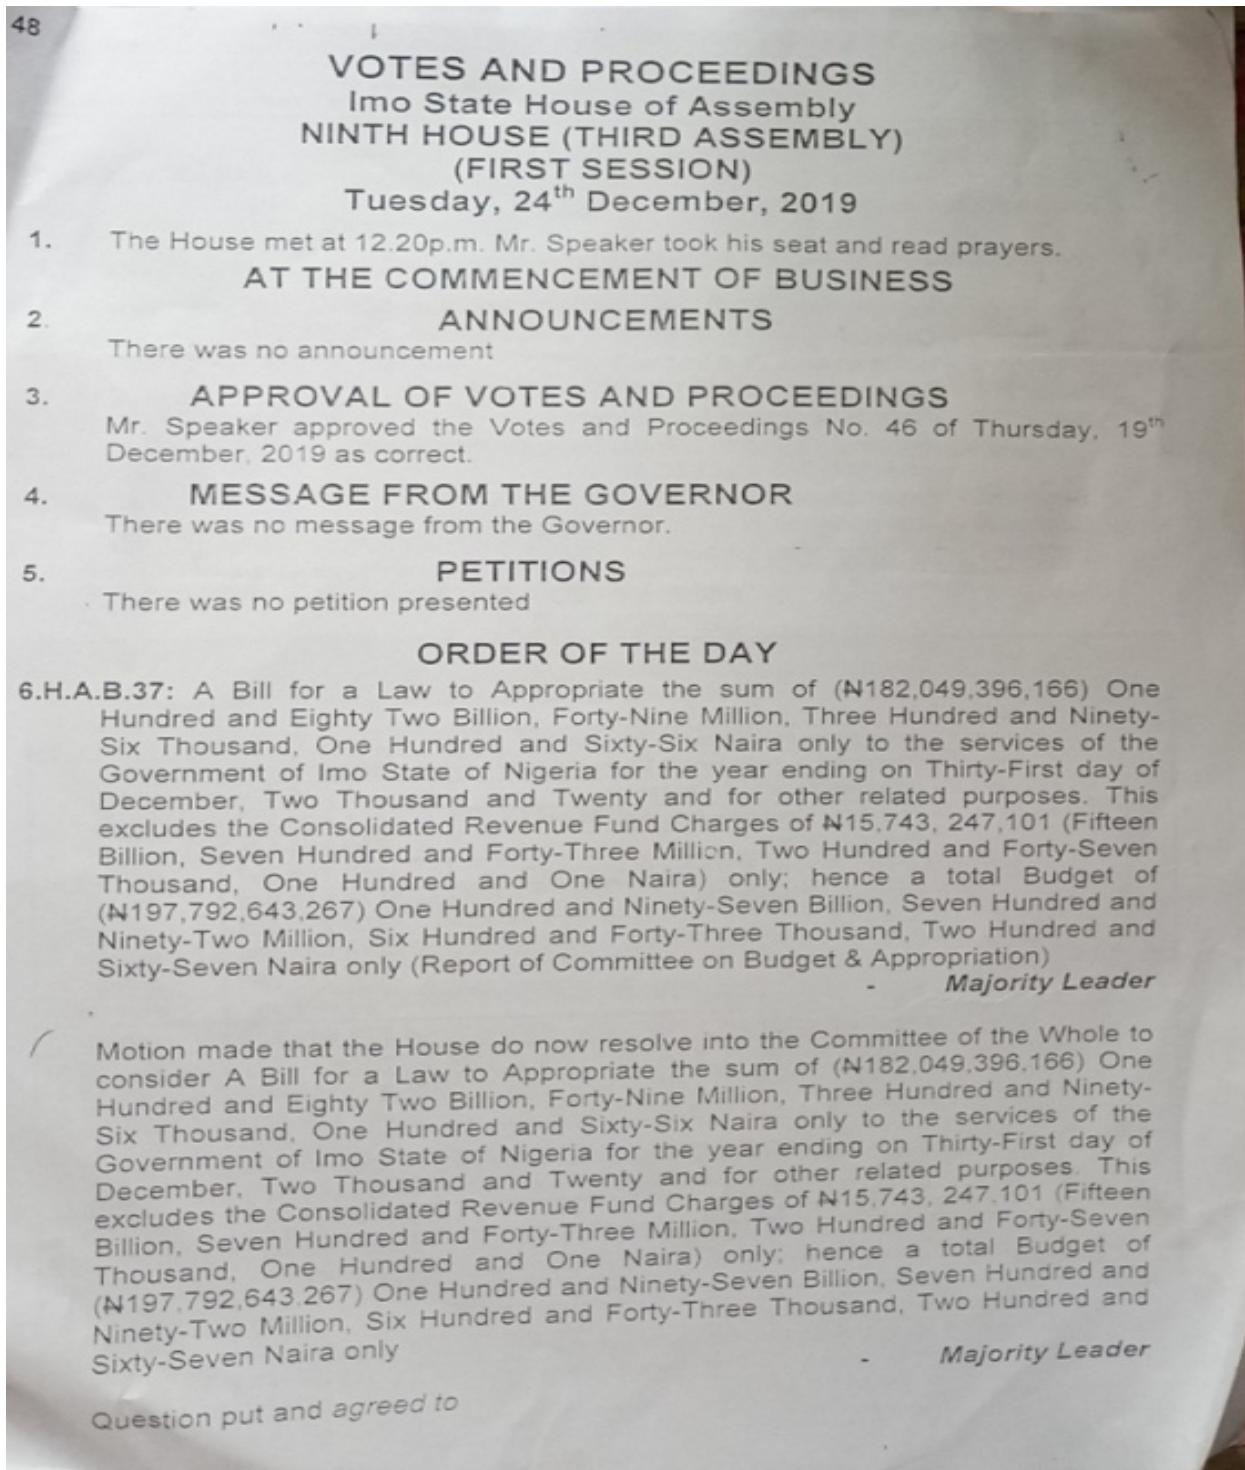 48
VOTES AND PROCEEDINGS
Imo State House of Assembly
NINTH HOUSE (THIRD ASSEMBLY)
(FIRST SESSION)
Tuesday, 24th December, 2019
1. The House met at 12.20p.m. Mr. Speaker took his seat and read prayers.
AT THE COMMENCEMENT OF BUSINESS
2. ANNOUNCEMENTS
There was no announcement
3. APPROVAL OF VOTES AND PROCEEDINGS
Mr. Speaker approved the Votes and Proceedings No. 46 of Thursday, 19th
December, 2019 as correct.
4. MESSAGE FROM THE GOVERNOR
There was no message from the Governor.
5. PETITIONS
There was no petition presented
ORDER OF THE DAY
6.H.A.B.37: A Bill for a Law to Appropriate the sum of (₦182,049,396,166) One
Hundred and Eighty Two Billion, Forty-Nine Million, Three Hundred and Ninety-
Six Thousand, One Hundred and Sixty-Six Naira only to the services of the
Government of Imo State of Nigeria for the year ending on Thirty-First day of
December, Two Thousand and Twenty and for other related purposes. This
excludes the Consolidated Revenue Fund Charges of ₦15,743, 247,101 (Fifteen
Billion, Seven Hundred and Forty-Three Million, Two Hundred and Forty-Seven
Thousand, One Hundred and One Naira) only; hence a total Budget of
(₦197,792,643,267) One Hundred and Ninety-Seven Billion, Seven Hundred and
Ninety-Two Million, Six Hundred and Forty-Three Thousand, Two Hundred and
Sixty-Seven Naira only (Report of Committee on Budget & Appropriation)
- Majority Leader
Motion made that the House do now resolve into the Committee of the Whole to
consider A Bill for a Law to Appropriate the sum of (₦182,049,396,166) One
Hundred and Eighty Two Billion, Forty-Nine Million, Three Hundred and Ninety-
Six Thousand, One Hundred and Sixty-Six Naira only to the services of the
Government of Imo State of Nigeria for the year ending on Thirty-First day of
December, Two Thousand and Twenty and for other related purposes. This
excludes the Consolidated Revenue Fund Charges of ₦15,743, 247,101 (Fifteen
Billion, Seven Hundred and Forty-Three Million, Two Hundred and Forty-Seven
Thousand, One Hundred and One Naira) only; hence a total Budget of
(₦197,792,643,267) One Hundred and Ninety-Seven Billion, Seven Hundred and
Ninety-Two Million, Six Hundred and Forty-Three Thousand, Two Hundred and
Sixty-Seven Naira only
- Majority Leader
Question put and agreed to